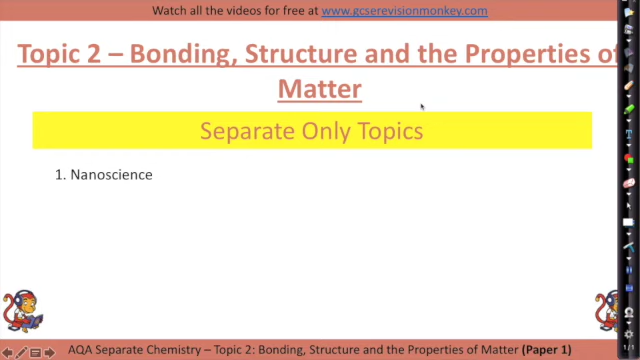 Watch all the videos for free at www.gcserevisionmonkey.com
Topic 2 – Bonding, Structure and the Properties of
Matter
Separate Only Topics
1. Nanoscience
AQA Separate Chemistry – Topic 2: Bonding, Structure and the Properties of Matter (Paper 1)
1/1